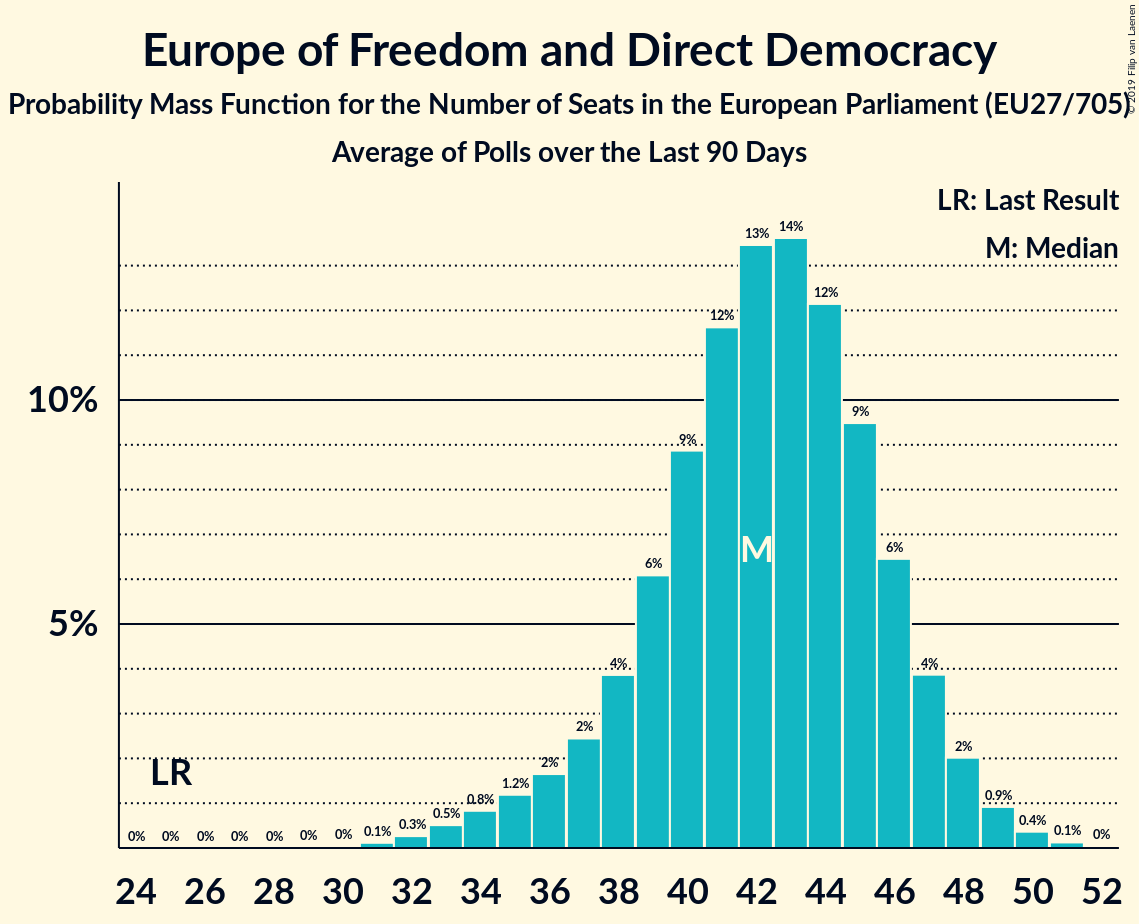 Europe of Freedom and Direct Democracy
Probability Mass Function for the Number of Seats in the European Parliament (EU27/705)
Average of Polls over the Last 90 Days
© 2019 Filip van Laenen
LR: Last Result
M: Median
10%
5%
0% 0% 0% 0% 0% 0% 0% 0.1% 0.3% 0.5% 0.8% 1.2% 2% 2% 4% 6% 9% 12% 13% 14% 12% 9% 6% 4% 2% 0.9% 0.4% 0.1% 0%
LR
M
24 26 28 30 32 34 36 38 40 42 44 46 48 50 52